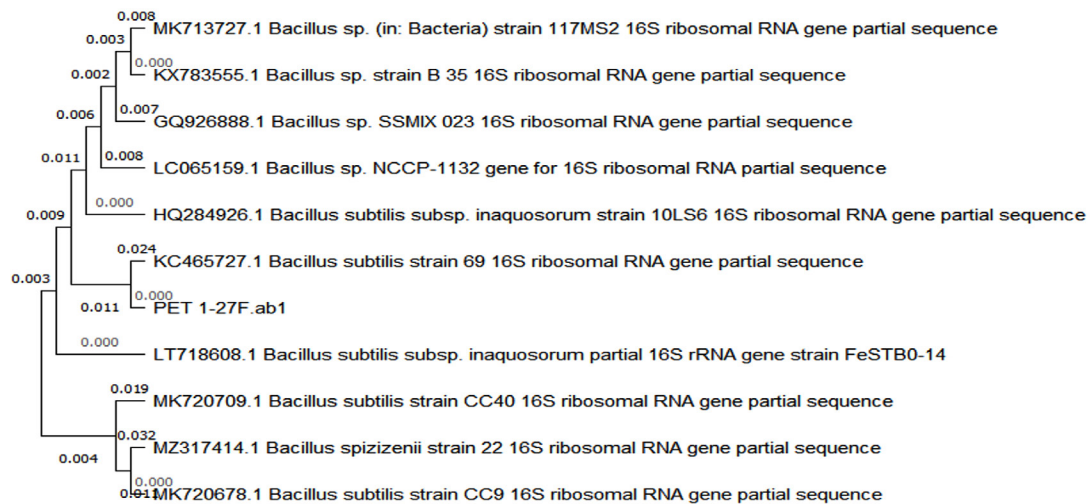 0.008
MK713727.1 Bacillus sp. (in: Bacteria) strain 117MS2 16S ribosomal RNA gene partial sequence
0.003
0.000
KX783555.1 Bacillus sp. strain B 35 16S ribosomal RNA gene partial sequence
0.002
0.007
GQ926888.1 Bacillus sp. SSMIX 023 16S ribosomal RNA gene partial sequence
0.006
0.008
LC065159.1 Bacillus sp. NCCP-1132 gene for 16S ribosomal RNA partial sequence
0.011
0.000
HQ284926.1 Bacillus subtilis subsp. inaquosorum strain 10LS6 16S ribosomal RNA gene partial sequence
0.009
0.024
KC465727.1 Bacillus subtilis strain 69 16S ribosomal RNA gene partial sequence
0.003
0.000
0.011
PET 1-27F.ab1
0.000
LT718608.1 Bacillus subtilis subsp. inaquosorum partial 16S rRNA gene strain FeSTB0-14
0.019
MK720709.1 Bacillus subtilis strain CC40 16S ribosomal RNA gene partial sequence
0.032
MZ317414.1 Bacillus spizizenii strain 22 16S ribosomal RNA gene partial sequence
0.004
0.000
0.011
MK720678.1 Bacillus subtilis strain CC9 16S ribosomal RNA gene partial sequence